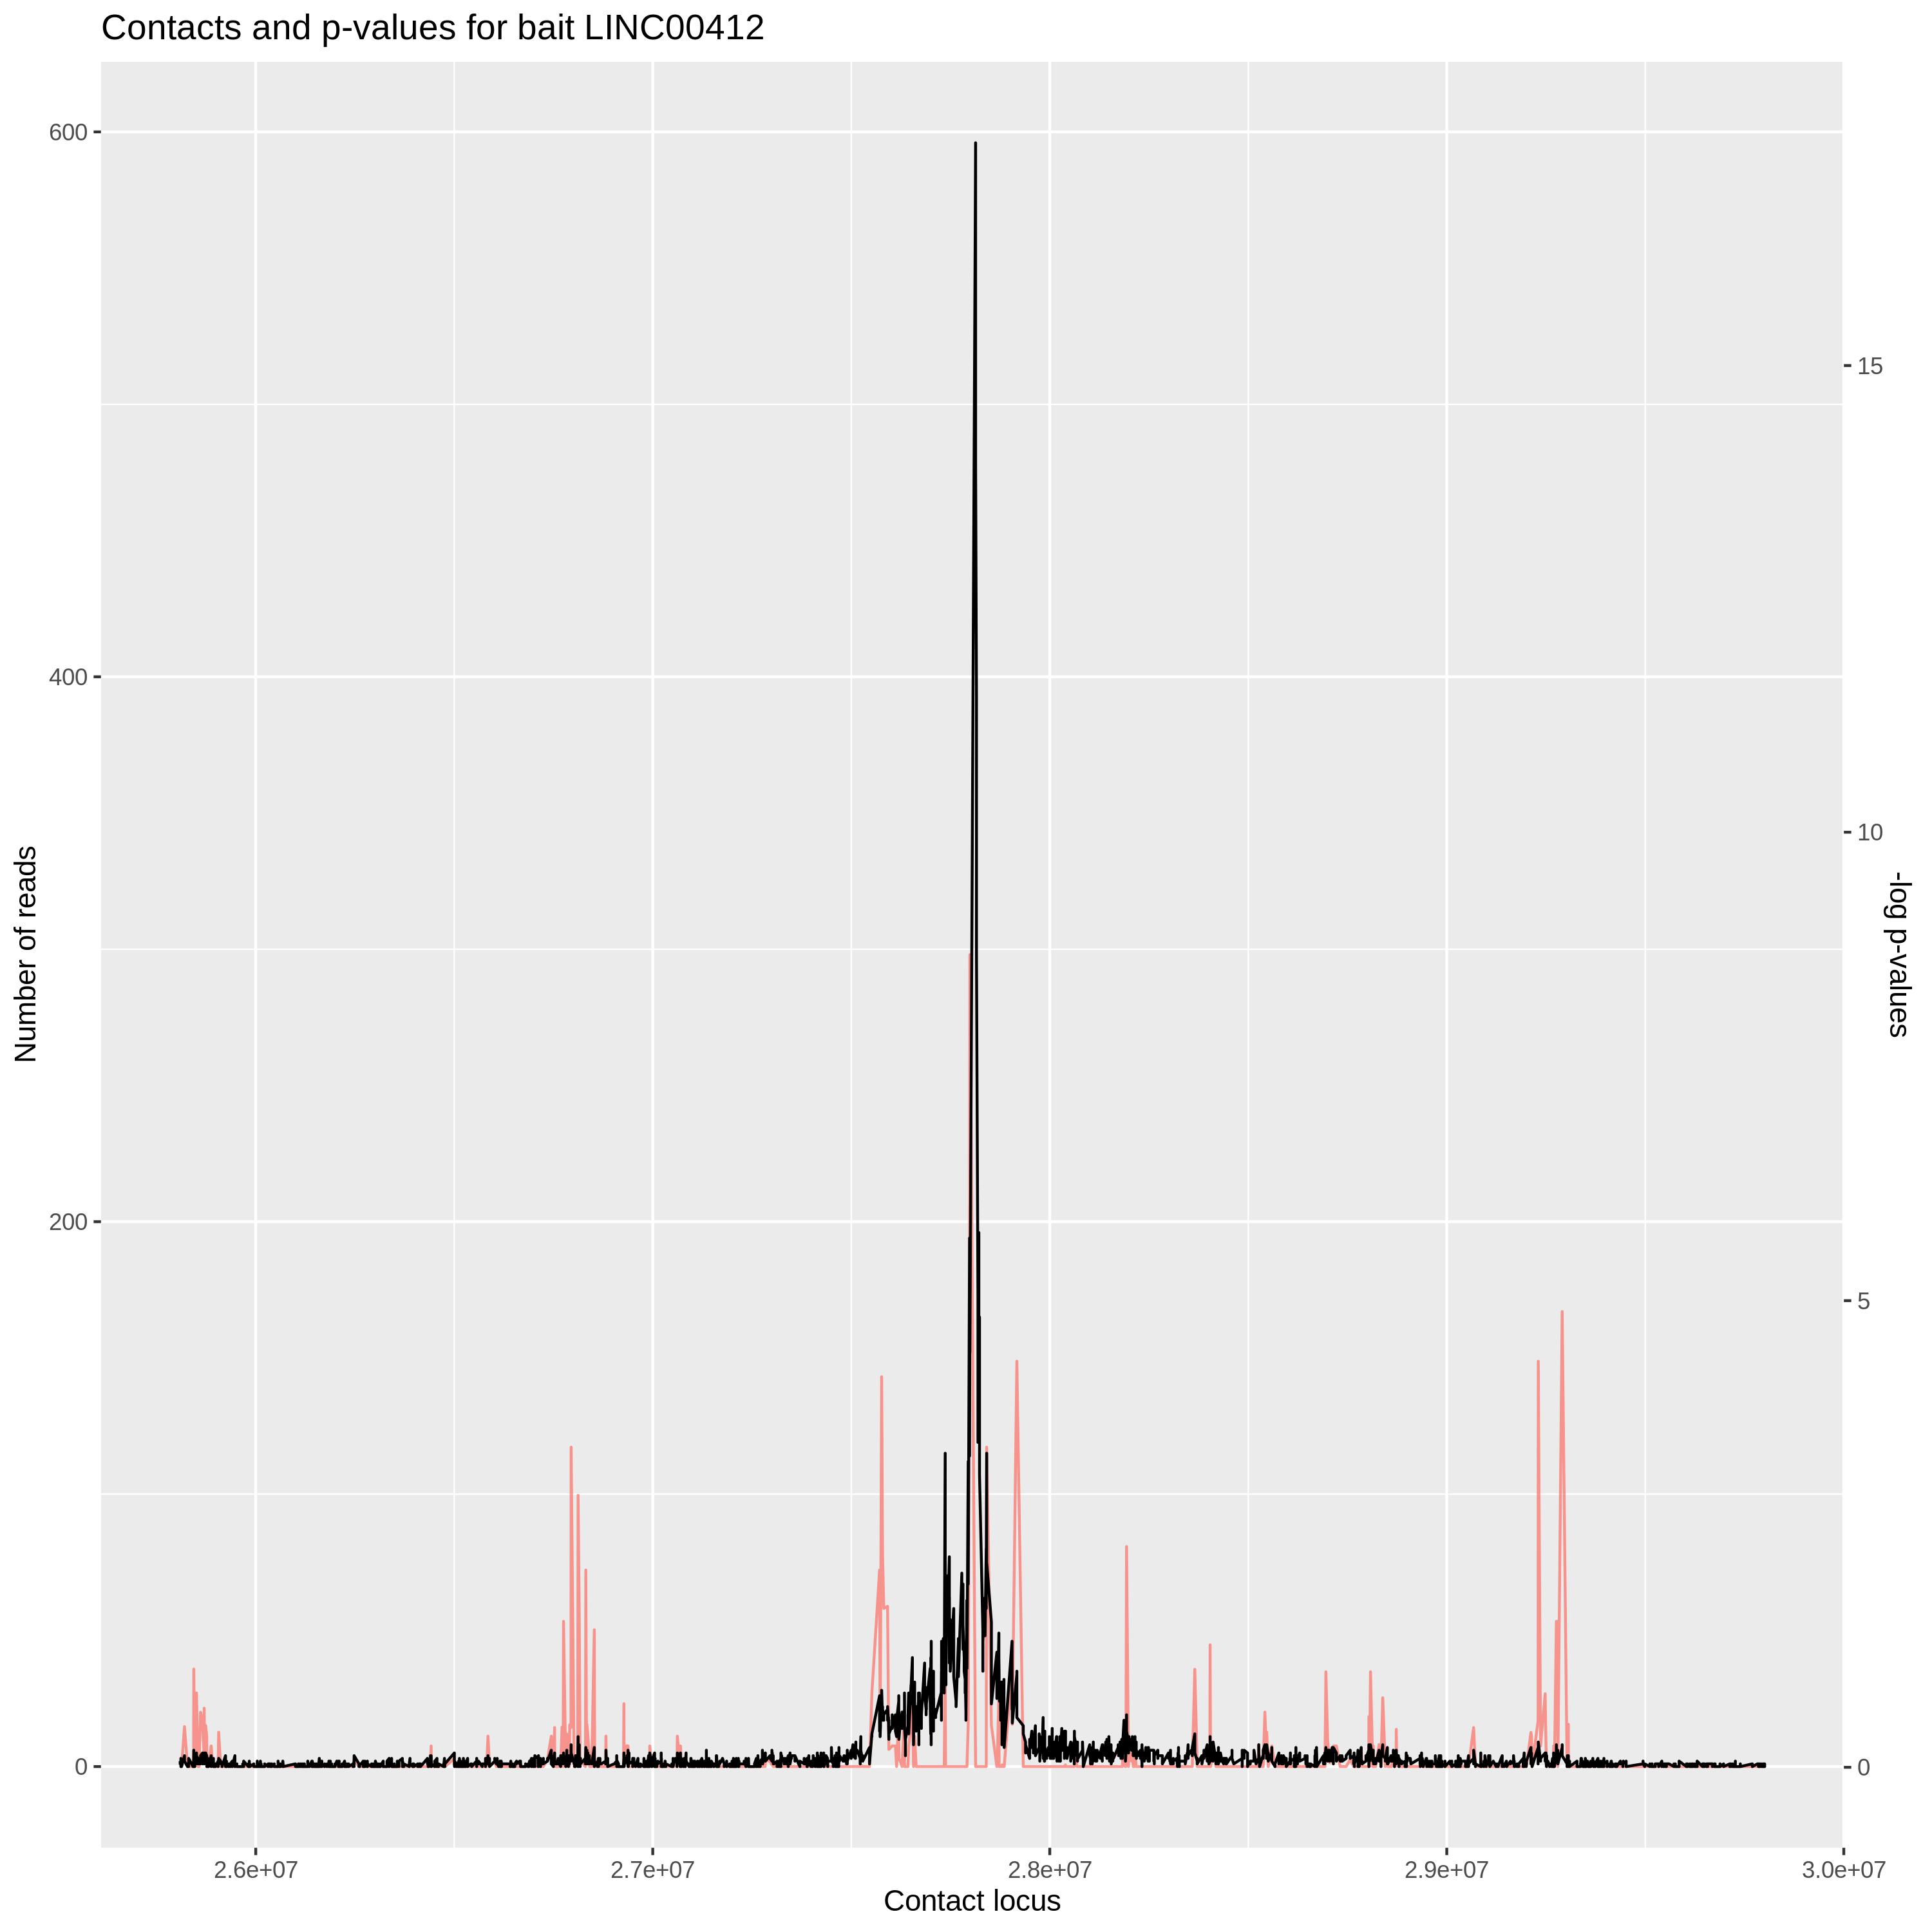 Contacts and p-values for bait LINC00412
600
400
200
0
Number of reads
15
10
5
0
-log p-values
2.6e+07
2.7e+07
2.8e+07
2.9e+07
3.0e+07
Contact locus